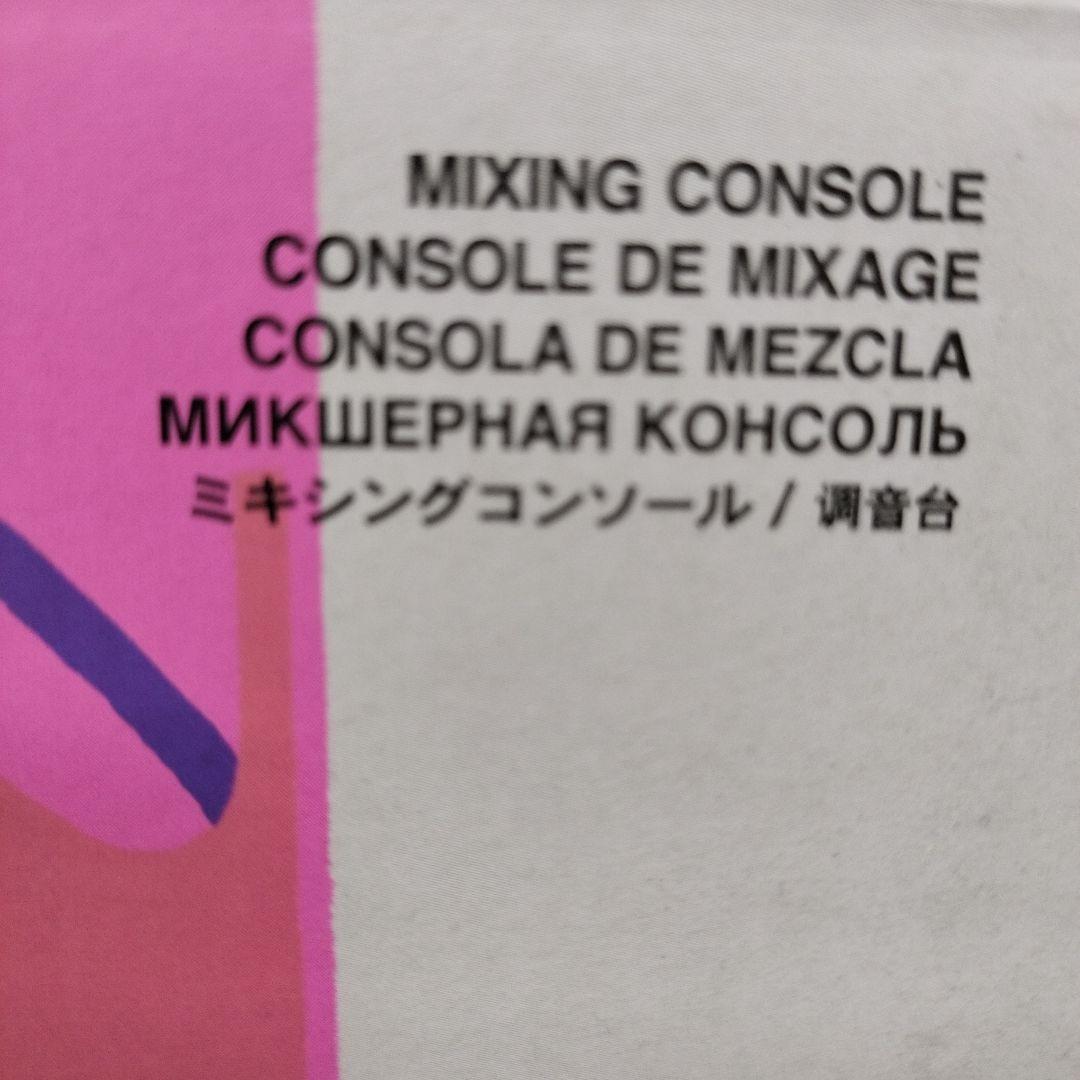 MIXING CONSOLE
CONSOLE DE MIXAGE
CONSOLA DE MEZCLA
МИКШЕРНАЯ КОНСОЛЬ
ミキシングコンソール / 调音台